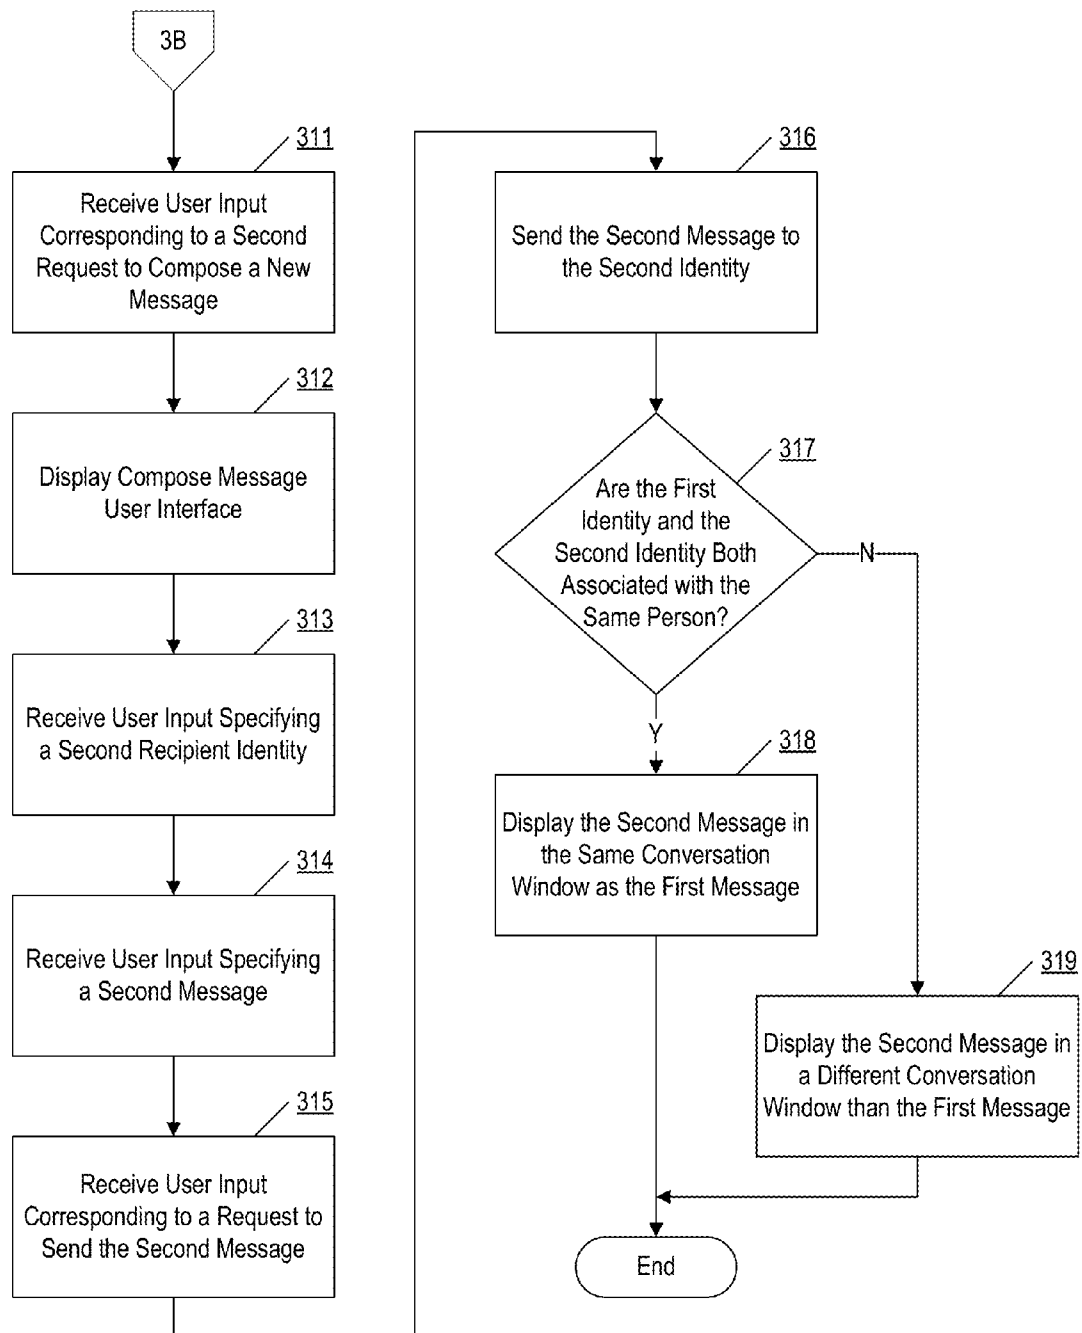 3B
311
Receive User Input
Corresponding to a Second
Request to Compose a New
Message
312
Display Compose Message
User Interface
313
Receive User Input Specifying
a Second Recipient Identity
314
Receive User Input Specifying
a Second Message
315
Receive User Input
Corresponding to a Request to
Send the Second Message
316
Send the Second Message to
the Second Identity
317
Are the First
Identity and the
Second Identity Both
Associated with the
Same Person?
N
Y
318
Display the Second Message in
the Same Conversation
Window as the First Message
319
Display the Second Message in
a Different Conversation
Window than the First Message
End